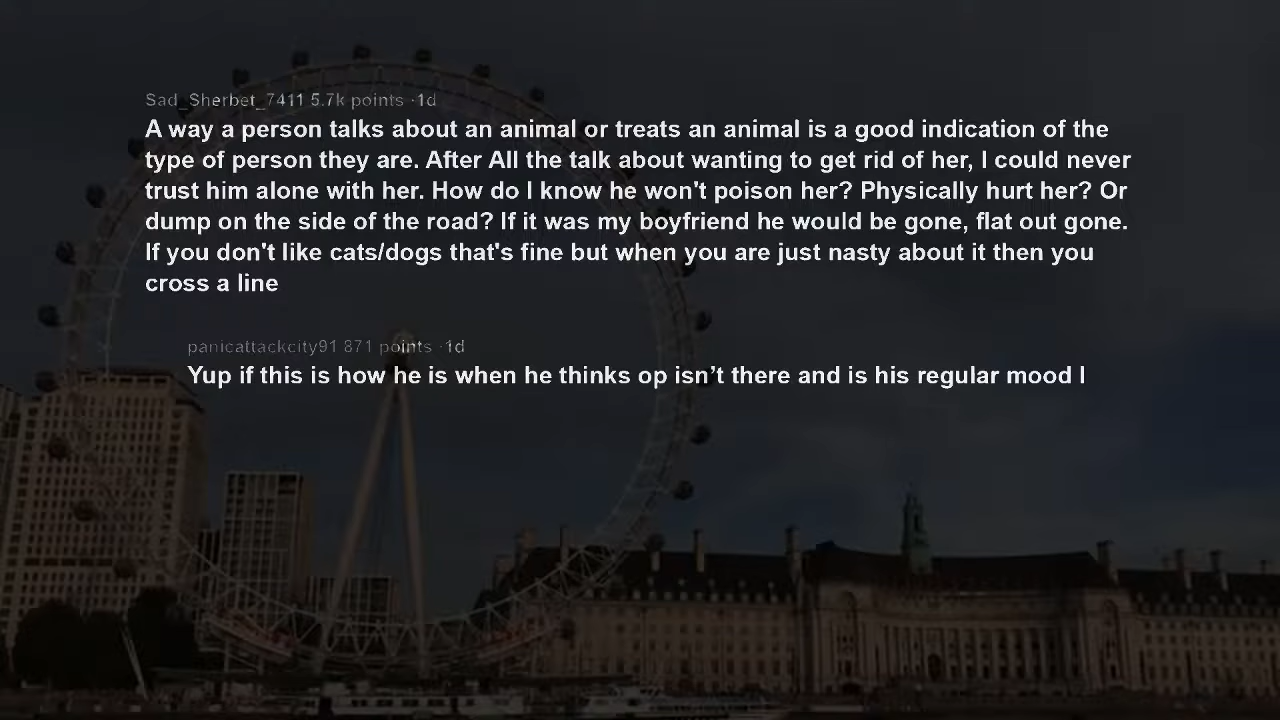 Sad_Sherbet_7411 5.7k points ·1d
A way a person talks about an animal or treats an animal is a good indication of the
type of person they are. After All the talk about wanting to get rid of her, I could never
trust him alone with her. How do I know he won't poison her? Physically hurt her? Or
dump on the side of the road? If it was my boyfriend he would be gone, flat out gone.
If you don't like cats/dogs that's fine but when you are just nasty about it then you
cross a line
panicattackcity91 871 points ·1d
Yup if this is how he is when he thinks op isn’t there and is his regular mood I